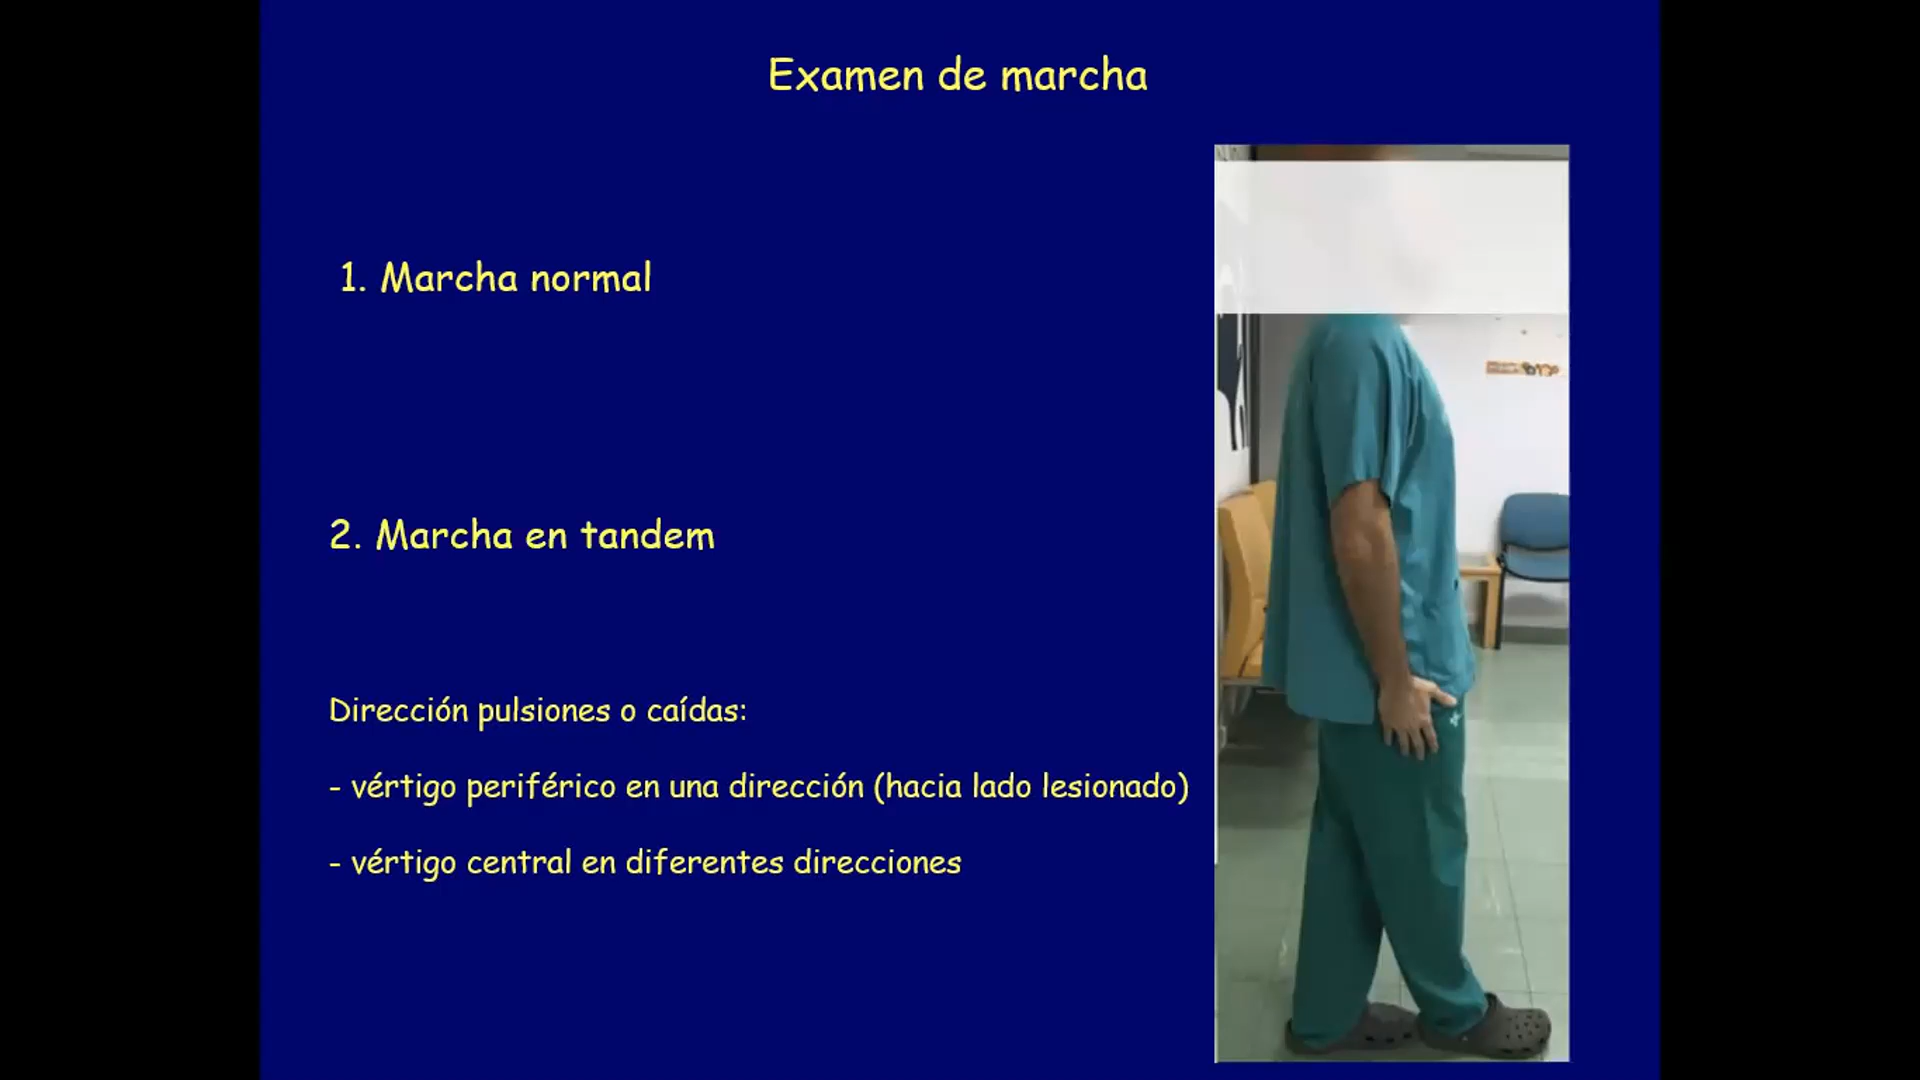 Examen de marcha
1. Marcha normal
2. Marcha en tandem
Dirección pulsiones o caídas:
- vértigo periférico en una dirección (hacia lado lesionado)
- vértigo central en diferentes direcciones